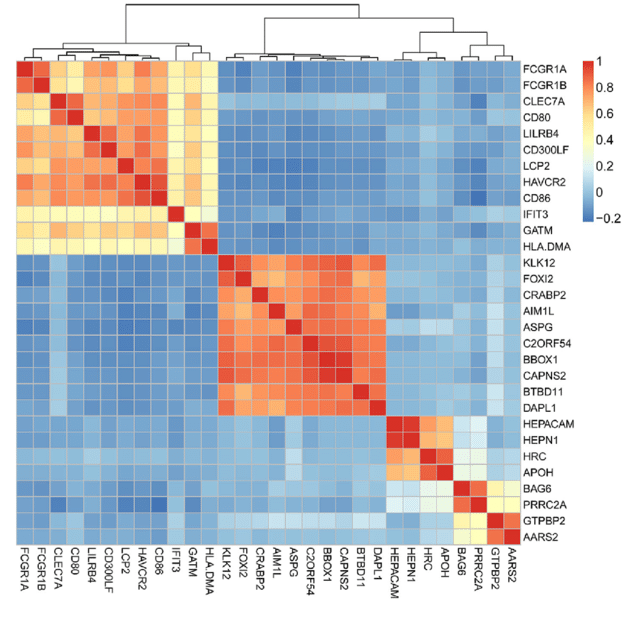 FCGR1A
FCGR1B
CLEC7A
CD80
LILRB4
CD300LF
LCP2
HAVCR2
CD86
IFIT3
GATM
HLA.DMA
KLK12
FOXI2
CRABP2
AIM1L
ASPG
C2ORF54
BBOX1
CAPNS2
BTBD11
DAPL1
HEPACAM
HEPN1
HRC
APOH
BAG6
PRRC2A
GTPBP2
AARS2
1
0.8
0.6
0.4
0.2
0
−0.2
FCGR1A
FCGR1B
CLEC7A
CD80
LILRB4
CD300LF
LCP2
HAVCR2
CD86
IFIT3
GATM
HLA.DMA
KLK12
FOXI2
CRABP2
AIM1L
ASPG
C2ORF54
BBOX1
CAPNS2
BTBD11
DAPL1
HEPACAM
HEPN1
HRC
APOH
BAG6
PRRC2A
GTPBP2
AARS2